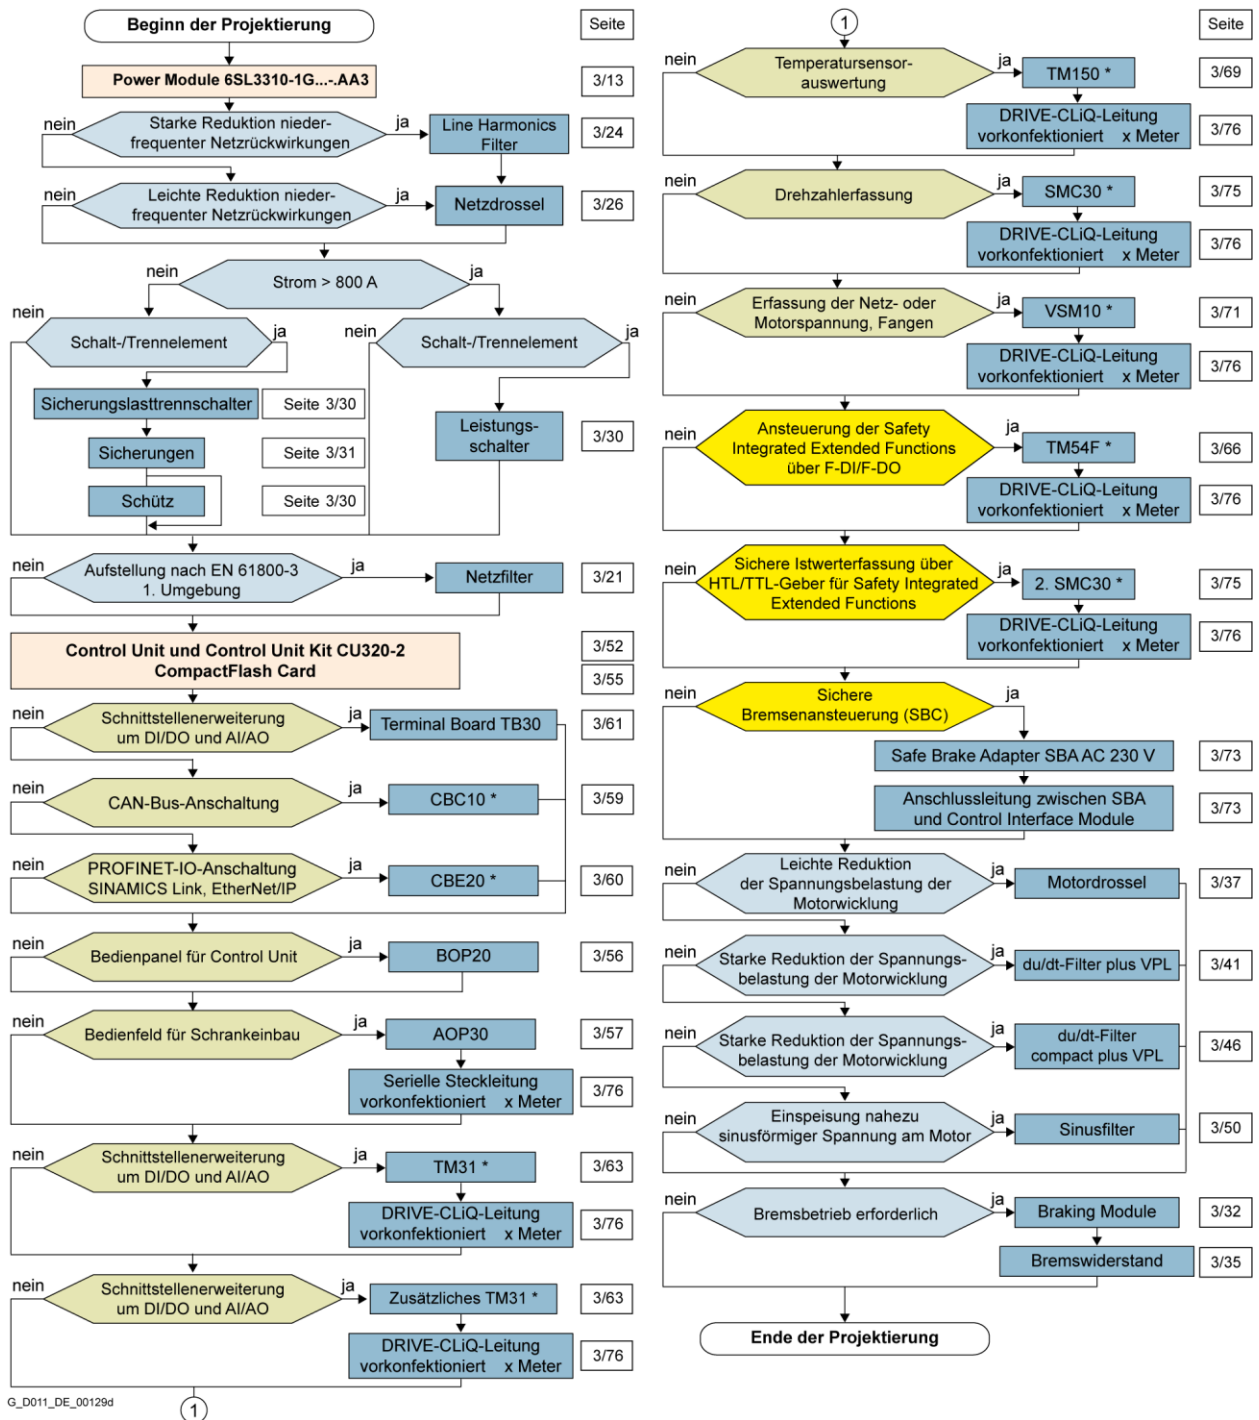 Beginn der Projektierung
Seite
Power Module 6SL3310-1G...-.AA3
3/13
nein
Starke Reduktion nieder-
frequenter Netzrückwirkungen
ja
Line Harmonics
Filter
3/24
nein
Leichte Reduktion nieder-
frequenter Netzrückwirkungen
ja
Netzdrossel
3/26
nein
Strom > 800 A
ja
Schalt-/Trennelement
ja
nein
Schalt-/Trennelement
ja
Sicherungslasttrennschalter
Seite 3/30
Sicherungen
Seite 3/31
Schütz
Seite 3/30
Leistungs-
schalter
3/30
nein
Aufstellung nach EN 61800-3
1. Umgebung
ja
Netzfilter
3/21
Control Unit und Control Unit Kit CU320-2
CompactFlash Card
3/52
3/55
nein
Schnittstellenerweiterung
um DI/DO und AI/AO
ja
Terminal Board TB30
3/61
nein
CAN-Bus-Anschaltung
ja
CBC10 *
3/59
nein
PROFINET-IO-Anschaltung
SINAMICS Link, EtherNet/IP
ja
CBE20 *
3/60
nein
Bedienpanel für Control Unit
ja
BOP20
3/56
nein
Bedienfeld für Schrankeinbau
ja
AOP30
3/57
Serielle Steckleitung
vorkonfektioniert x Meter
3/76
nein
Schnittstellenerweiterung
um DI/DO und AI/AO
ja
TM31 *
3/63
DRIVE-CLiQ-Leitung
vorkonfektioniert x Meter
3/76
nein
Schnittstellenerweiterung
um DI/DO und AI/AO
ja
Zusätzliches TM31 *
3/63
DRIVE-CLiQ-Leitung
vorkonfektioniert x Meter
3/76
G_D011_DE_00129d
1
1
Seite
nein
Temperatursensor-
auswertung
ja
TM150 *
3/69
DRIVE-CLiQ-Leitung
vorkonfektioniert x Meter
3/76
nein
Drehzahlerfassung
ja
SMC30 *
3/75
DRIVE-CLiQ-Leitung
vorkonfektioniert x Meter
3/76
nein
Erfassung der Netz- oder
Motorspannung, Fangen
ja
VSM10 *
3/71
DRIVE-CLiQ-Leitung
vorkonfektioniert x Meter
3/76
nein
Ansteuerung der Safety
Integrated Extended Functions
über F-DI/F-DO
ja
TM54F *
3/66
DRIVE-CLiQ-Leitung
vorkonfektioniert x Meter
3/76
nein
Sichere Istwerterfassung über
HTL/TTL-Geber für Safety Integrated
Extended Functions
ja
2. SMC30 *
3/75
DRIVE-CLiQ-Leitung
vorkonfektioniert x Meter
3/76
nein
Sichere
Bremsenansteuerung (SBC)
ja
Safe Brake Adapter SBA AC 230 V
3/73
Anschlussleitung zwischen SBA
und Control Interface Module
3/73
nein
Leichte Reduktion
der Spannungsbelastung der
Motorwicklung
ja
Motordrossel
3/37
nein
Starke Reduktion der Spannungs-
belastung der Motorwicklung
ja
du/dt-Filter plus VPL
3/41
nein
Starke Reduktion der Spannungs-
belastung der Motorwicklung
ja
du/dt-Filter
compact plus VPL
3/46
nein
Einspeisung nahezu
sinusförmiger Spannung am Motor
ja
Sinusfilter
3/50
nein
Bremsbetrieb erforderlich
ja
Braking Module
3/32
Bremswiderstand
3/35
Ende der Projektierung